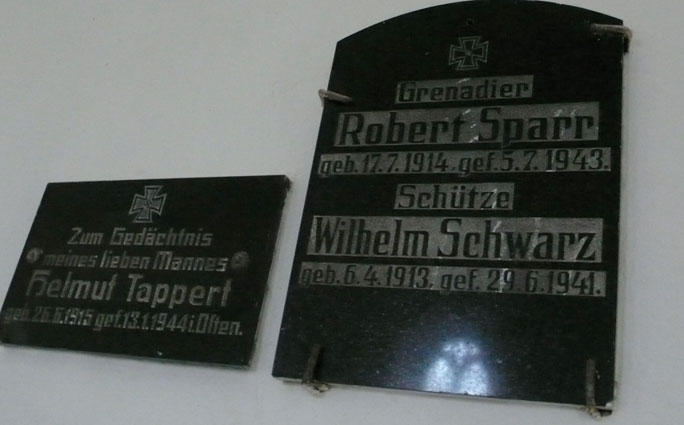 Zum Gedächtnis
meines lieben Mannes
Helmut Tappert
geb. 26.6.1915 gef. 13.1.1944 i. Osten.
Grenadier
Robert Sparr
geb. 17.7.1914. gef. 5.7.1943.
Schütze
Wilhelm Schwarz
geb. 6.4.1913. gef. 29.6.1941.